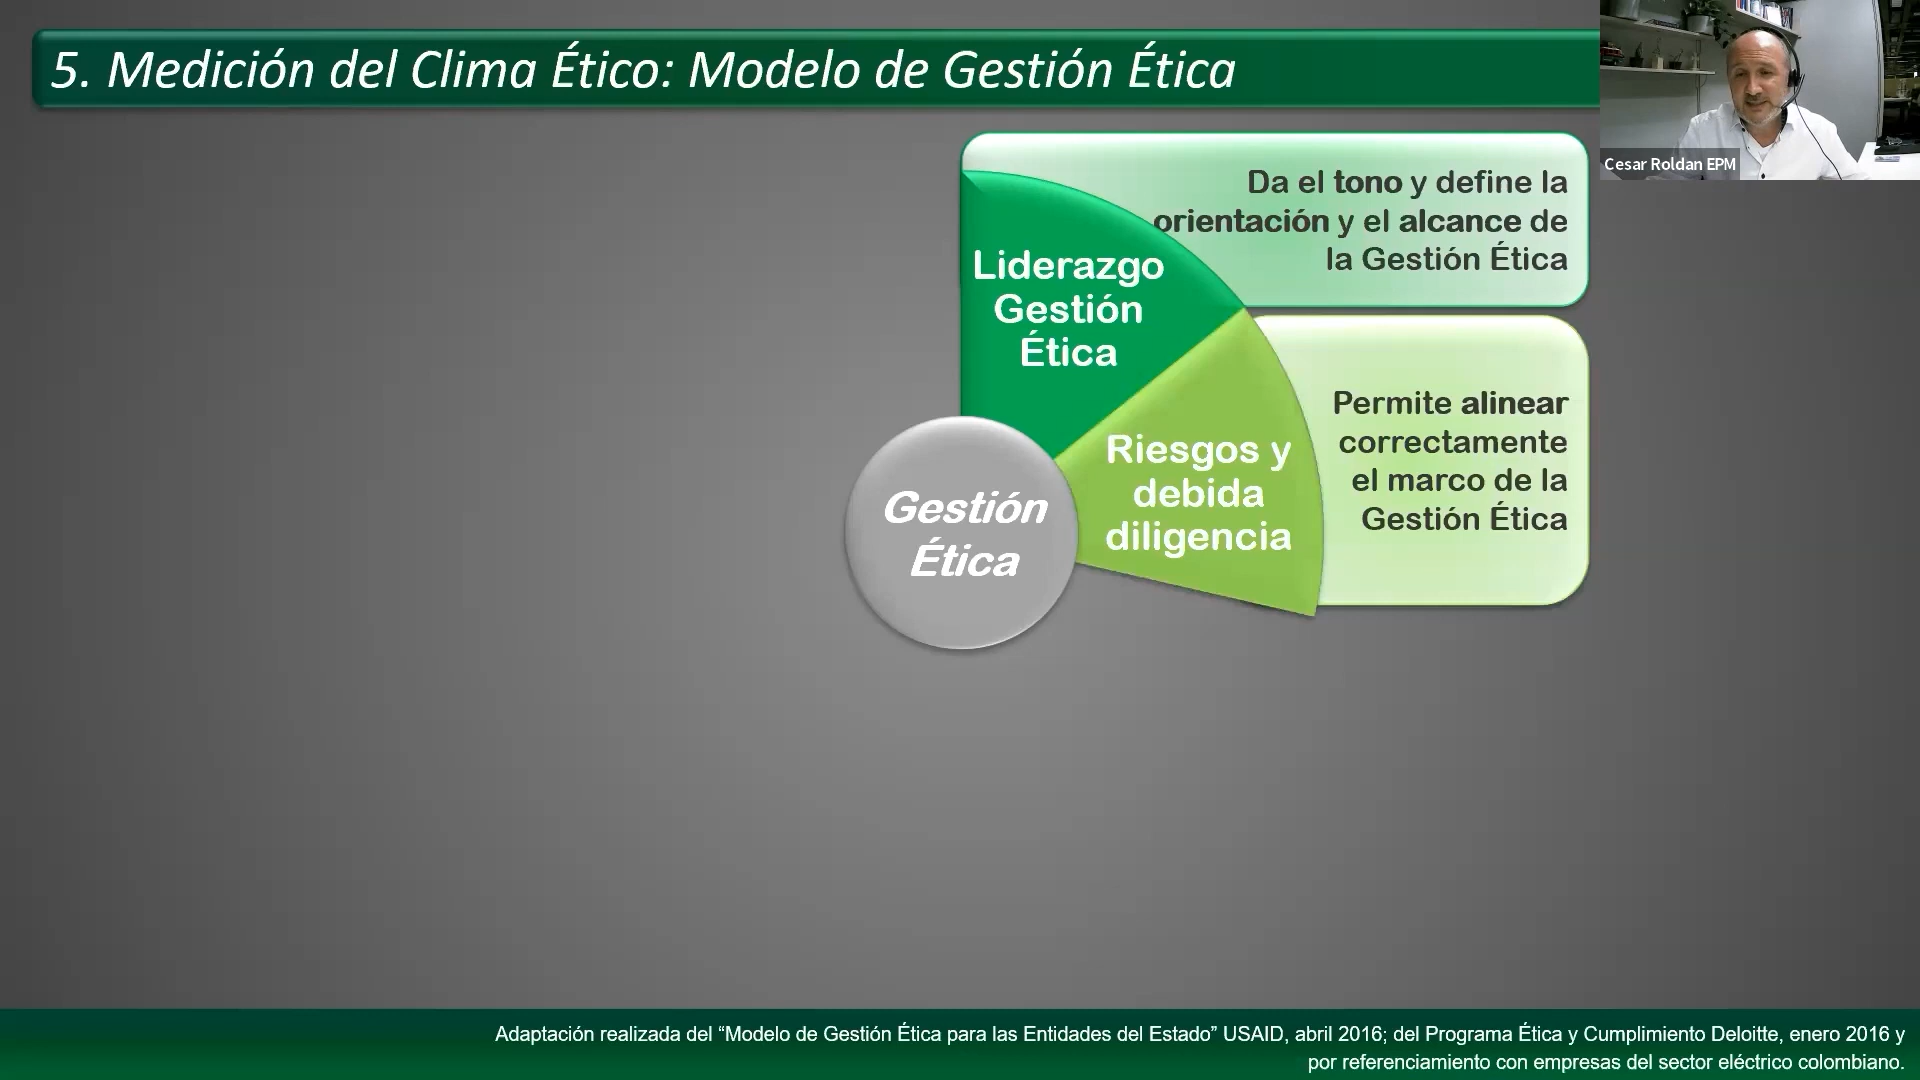 5. Medición del Clima Ético: Modelo de Gestión Ética
Cesar Roldan EPM
Da el tono y define la
orientación y el alcance de
la Gestión Ética
Liderazgo
Gestión
Ética
Permite alinear
correctamente
el marco de la
Gestión Ética
Riesgos y
debida
diligencia
Gestión
Ética
Adaptación realizada del “Modelo de Gestión Ética para las Entidades del Estado” USAID, abril 2016; del Programa Ética y Cumplimiento Deloitte, enero 2016 y
por referenciamiento con empresas del sector eléctrico colombiano.